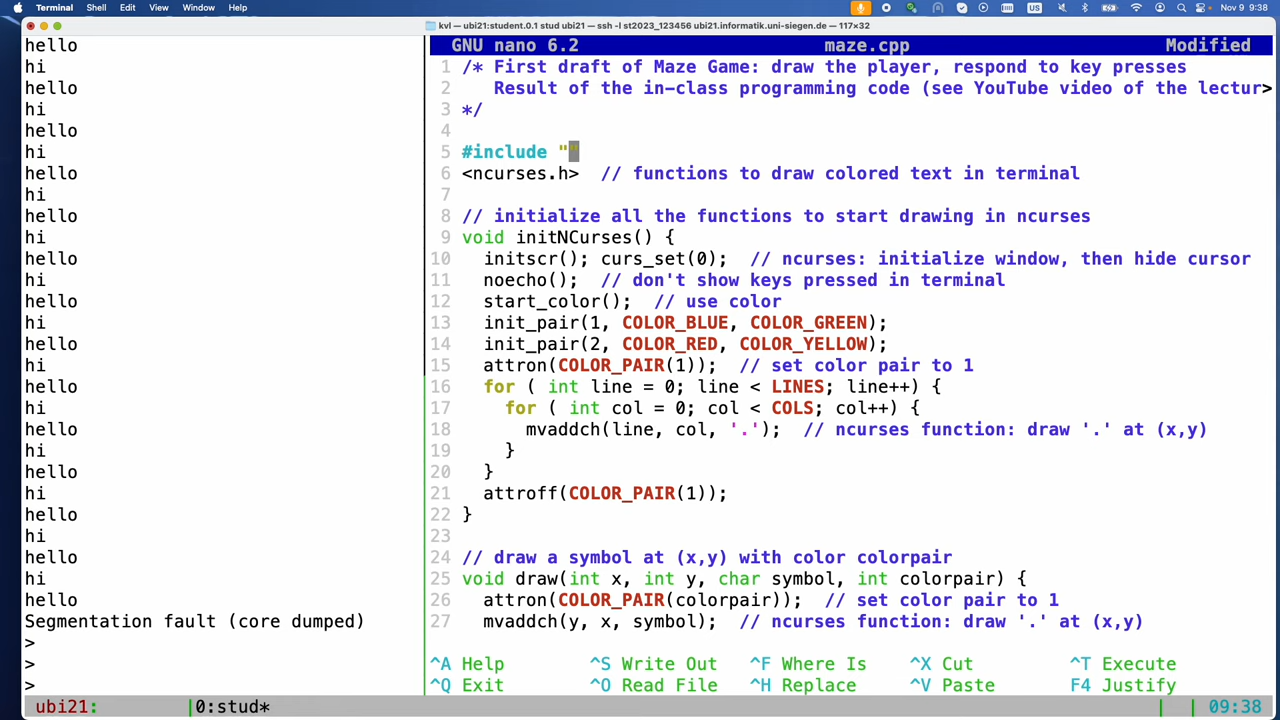 Terminal Shell Edit View Window Help US Nov 9 9:38
kvl — ubi21:student.0.1 stud ubi21 — ssh -l st2023_123456 ubi21.informatik.uni-siegen.de — 117×32
hello
hi
hello
hi
hello
hi
hello
hi
hello
hi
hello
hi
hello
hi
hello
hi
hello
hi
hello
hi
hello
hi
hello
hi
hello
hi
hello
Segmentation fault (core dumped)
>
>
>
GNU nano 6.2 maze.cpp Modified
1 /* First draft of Maze Game: draw the player, respond to key presses
2 Result of the in-class programming code (see YouTube video of the lectur>
3 */
4
5 #include ""
6 <ncurses.h> // functions to draw colored text in terminal
7
8 // initialize all the functions to start drawing in ncurses
9 void initNCurses() {
10 initscr(); curs_set(0); // ncurses: initialize window, then hide cursor
11 noecho(); // don't show keys pressed in terminal
12 start_color(); // use color
13 init_pair(1, COLOR_BLUE, COLOR_GREEN);
14 init_pair(2, COLOR_RED, COLOR_YELLOW);
15 attron(COLOR_PAIR(1)); // set color pair to 1
16 for ( int line = 0; line < LINES; line++) {
17 for ( int col = 0; col < COLS; col++) {
18 mvaddch(line, col, '.'); // ncurses function: draw '.' at (x,y)
19 }
20 }
21 attroff(COLOR_PAIR(1));
22 }
23
24 // draw a symbol at (x,y) with color colorpair
25 void draw(int x, int y, char symbol, int colorpair) {
26 attron(COLOR_PAIR(colorpair)); // set color pair to 1
27 mvaddch(y, x, symbol); // ncurses function: draw '.' at (x,y)
^A Help ^S Write Out ^F Where Is ^X Cut ^T Execute
^Q Exit ^O Read File ^H Replace ^V Paste F4 Justify
ubi21: |0:stud* | | 09:38